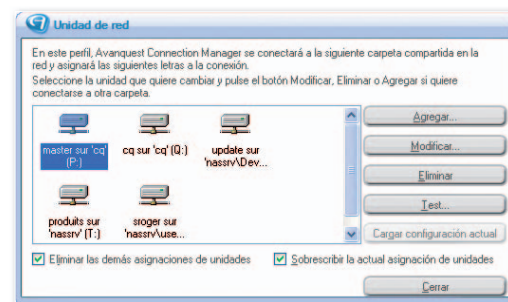 Unidad de red
En este perfil, Avanquest Connection Manager se conectará a la siguiente carpeta compartida en la
red y asignará las siguientes letras a la conexión.
Seleccione la unidad que quiere cambiar y pulse el botón Modificar, Eliminar o Agregar si quiere
conectarse a otra carpeta.
master sur 'cq'
(P:)
cq sur 'cq' (Q:)
update sur
'nassrv\Dev...
produits sur
'nassrv' (T:)
sroger sur
'nassrv\use...
Agregar...
Modificar...
Eliminar
Test...
Cargar configuración actual
Eliminar las demás asignaciones de unidades
Sobrescribir la actual asignación de unidades
Cerrar